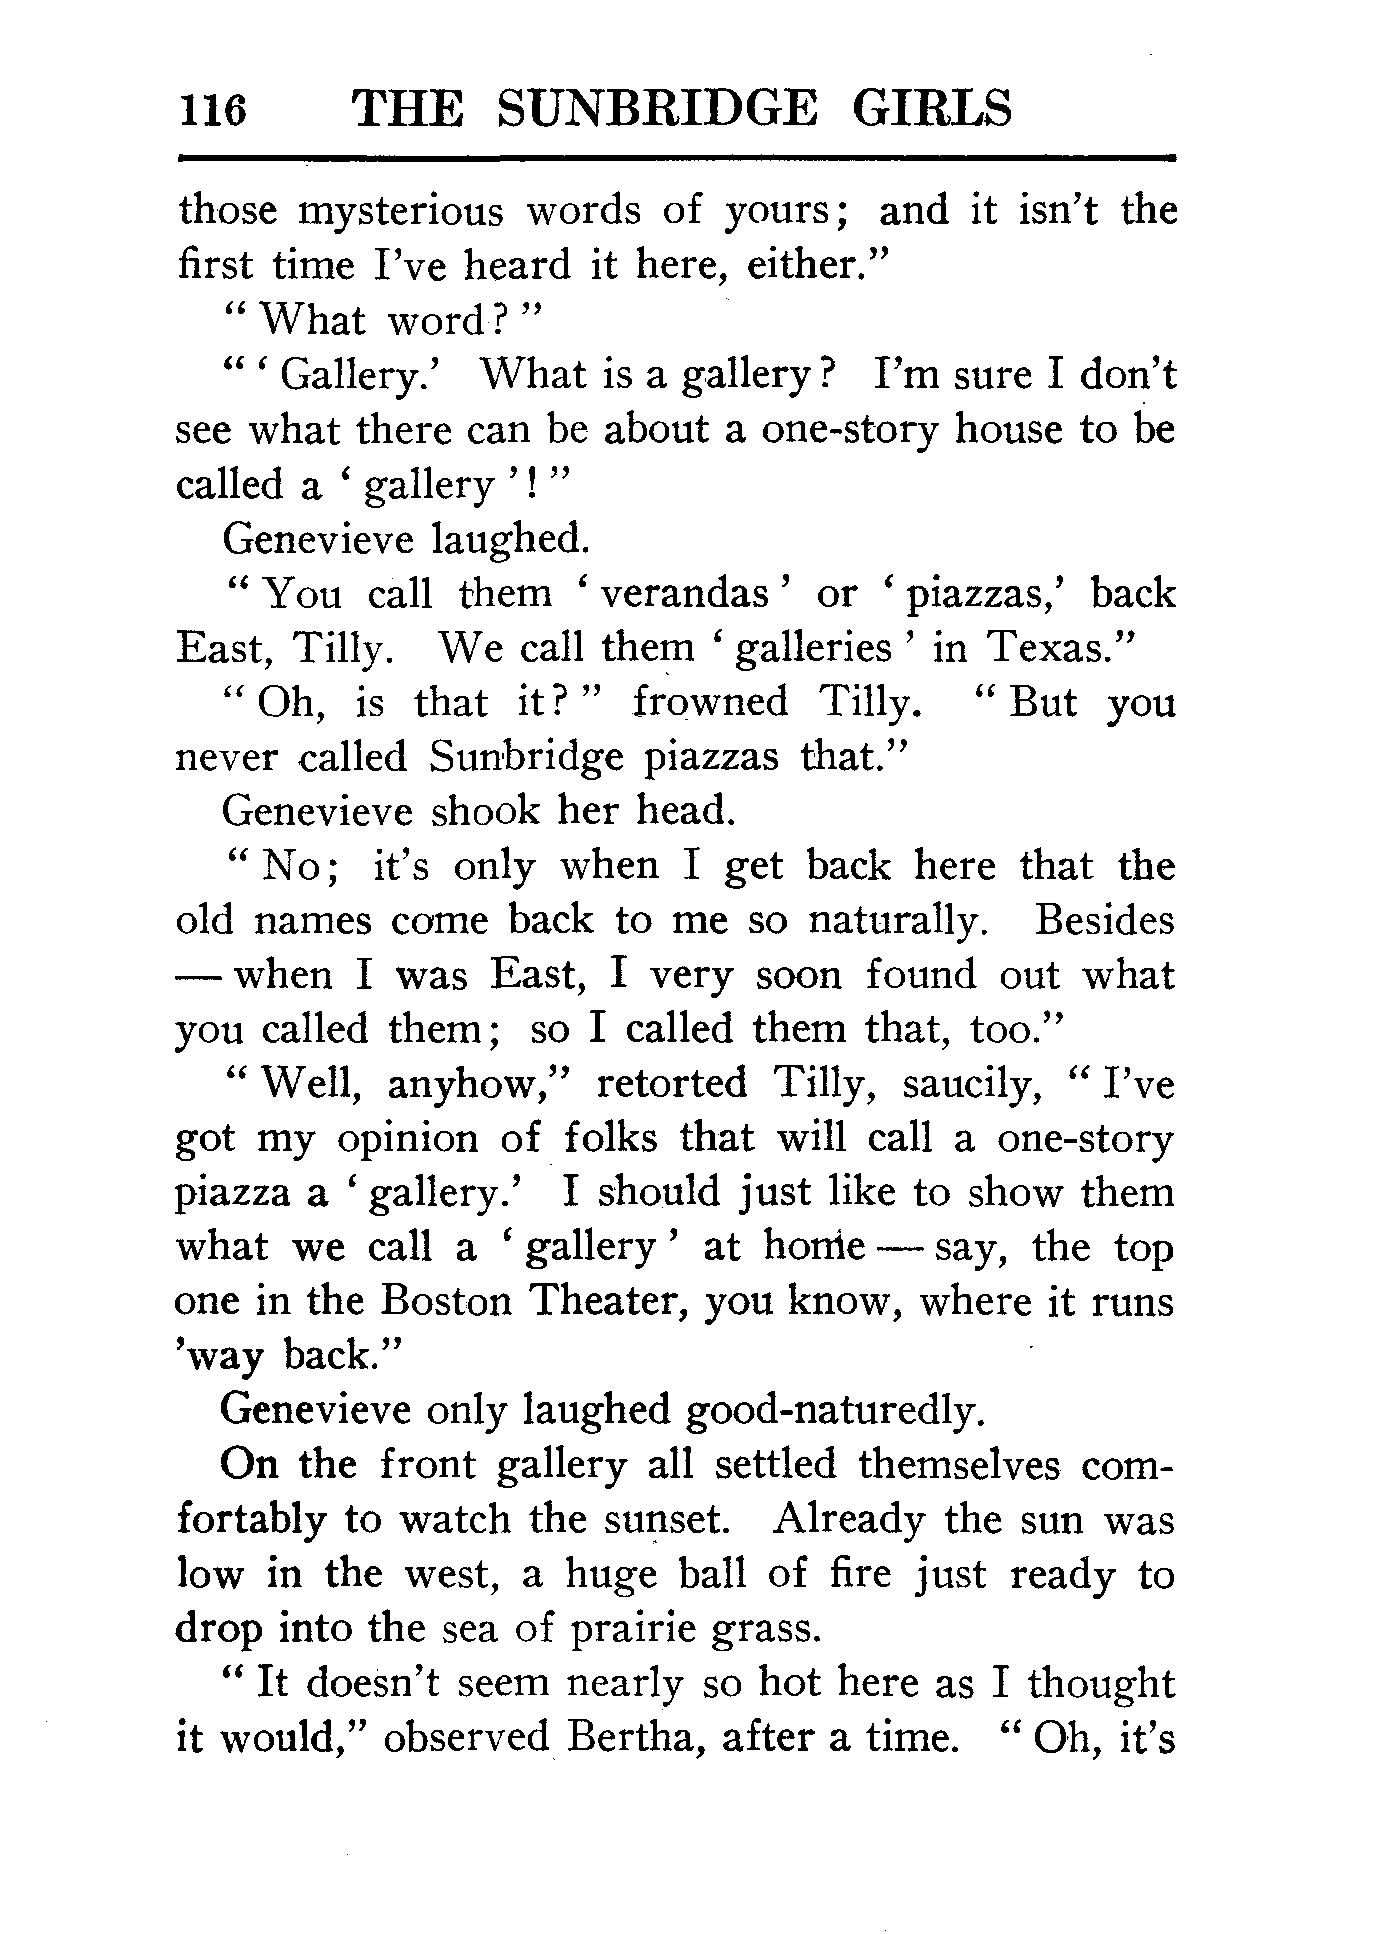 116 THE SUNBRIDGE GIRLS
those mysterious words of yours; and it isn't the
first time I've heard it here, either."
" What word? "
" ' Gallery.' What is a gallery? I'm sure I don't
see what there can be about a one-story house to be
called a ' gallery '! "
Genevieve laughed.
" You call them ' verandas ' or ' piazzas,' back
East, Tilly. We call them ' galleries ' in Texas."
" Oh, is that it? " frowned Tilly. " But you
never called Sunbridge piazzas that."
Genevieve shook her head.
" No; it's only when I get back here that the
old names come back to me so naturally. Besides
— when I was East, I very soon found out what
you called them; so I called them that, too."
" Well, anyhow," retorted Tilly, saucily, " I've
got my opinion of folks that will call a one-story
piazza a ' gallery.' I should just like to show them
what we call a ' gallery ' at home — say, the top
one in the Boston Theater, you know, where it runs
'way back."
Genevieve only laughed good-naturedly.
On the front gallery all settled themselves com-
fortably to watch the sunset. Already the sun was
low in the west, a huge ball of fire just ready to
drop into the sea of prairie grass.
" It doesn't seem nearly so hot here as I thought
it would," observed Bertha, after a time. " Oh, it's